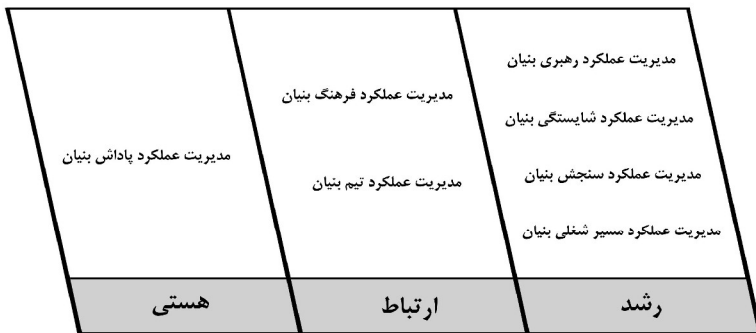 مدیریت عملکرد رهبری بنیان
مدیریت عملکرد شایستگی بنیان
مدیریت عملکرد سنجش بنیان
مدیریت عملکرد مسیر شغلی بنیان
رشد
مدیریت عملکرد فرهنگ بنیان
مدیریت عملکرد تیم بنیان
ارتباط
مدیریت عملکرد پاداش بنیان
هستی